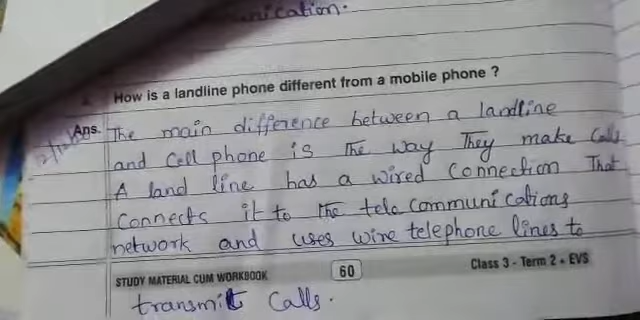 How is a landline phone different from a mobile phone ?
Ans. The main difference between a landline
and Cell phone is The way They make Calls
A land line has a wired Connection That
Connects it to The tele communi cations
network and uses wire telephone lines to
STUDY MATERIAL CUM WORKBOOK 60 Class 3 - Term 2 • EVS
transmit Calls.